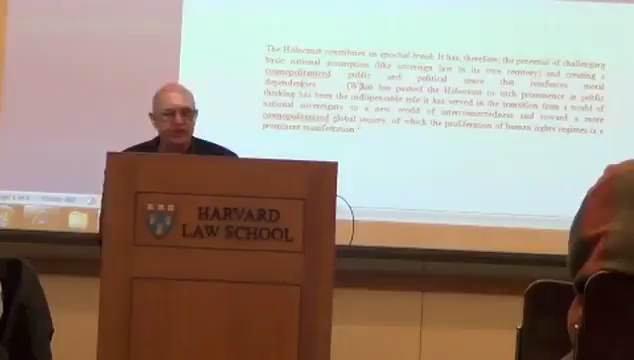 The Holocaust constitutes an epochal break. It has, therefore, the potential of challenging
basic national assumptions (like sovereign law in its own territory) and creating a
cosmopolitanized public and political space that reinforces moral
[W]hat has pushed the Holocaust to such prominence in public
thinking has been the indispensable role it has served in the transition from a world of
national sovereignty to a new world of interconnectedness and toward a more
cosmopolitanized global society, of which the proliferation of human rights regimes is a
prominent manifestation
HARVARD
LAW SCHOOL